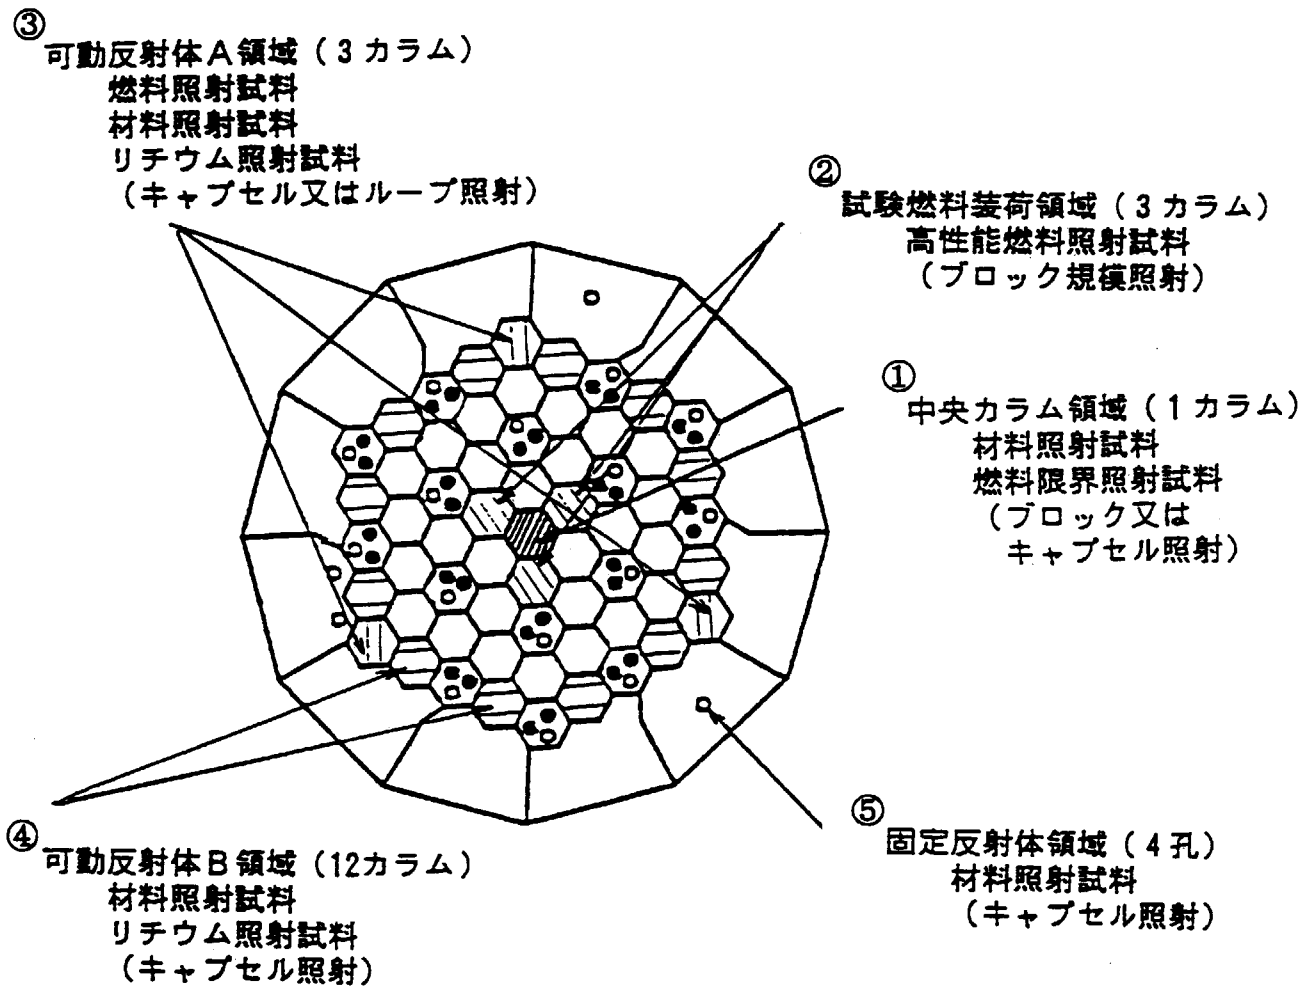 ③
可動反射体A領域(3カラム)
燃料照射試料
材料照射試料
リチウム照射試料
(キャプセル又はループ照射)
②
試験燃料装荷領域(3カラム)
高性能燃料照射試料
(ブロック規模照射)
①
中央カラム領域(1カラム)
材料照射試料
燃料限界照射試料
(ブロック又は
キャプセル照射)
④
可動反射体B領域(12カラム)
材料照射試料
リチウム照射試料
(キャプセル照射)
⑤
固定反射体領域(4孔)
材料照射試料
(キャプセル照射)